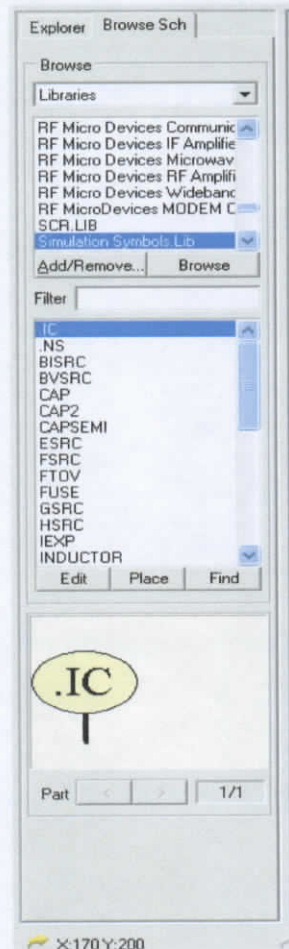 Explorer Browse Sch
Browse
Libraries
RF Micro Devices Communic
RF Micro Devices IF Amplifie
RF Micro Devices Microwav
RF Micro Devices RF Amplifi
RF Micro Devices Wideband
RF MicroDevices MODEM C
SCR.LIB
Simulation Symbols.Lib
Add/Remove... Browse
Filter
.IC
.NS
BISRC
BVSRC
CAP
CAP2
CAPSEMI
ESRC
FSRC
FTOV
FUSE
GSRC
HSRC
IEXP
INDUCTOR
Edit Place Find
.IC
Part < > 1/1
X:170 Y:200